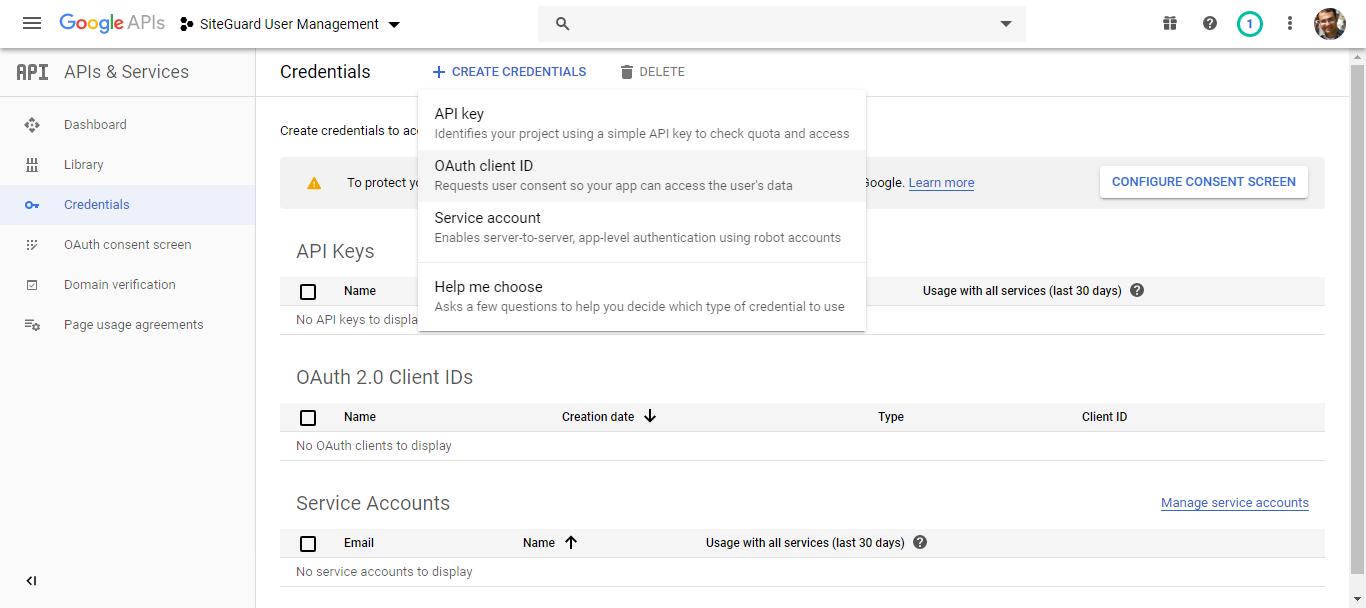 Google APIs SiteGuard User Management 1
API APIs & Services
Credentials CREATE CREDENTIALS DELETE
Dashboard
Library
Credentials
OAuth consent screen
Domain verification
Page usage agreements
API key
Identifies your project using a simple API key to check quota and access
OAuth client ID
Requests user consent so your app can access the user's data
Service account
Enables server-to-server, app-level authentication using robot accounts
Help me choose
Asks a few questions to help you decide which type of credential to use
Create credentials to
To protect Google. Learn more CONFIGURE CONSENT SCREEN
API Keys
Name Usage with all services (last 30 days)
No API keys to displa
OAuth 2.0 Client IDs
Name Creation date Type Client ID
No OAuth clients to display
Service Accounts Manage service accounts
Email Name Usage with all services (last 30 days)
No service accounts to display